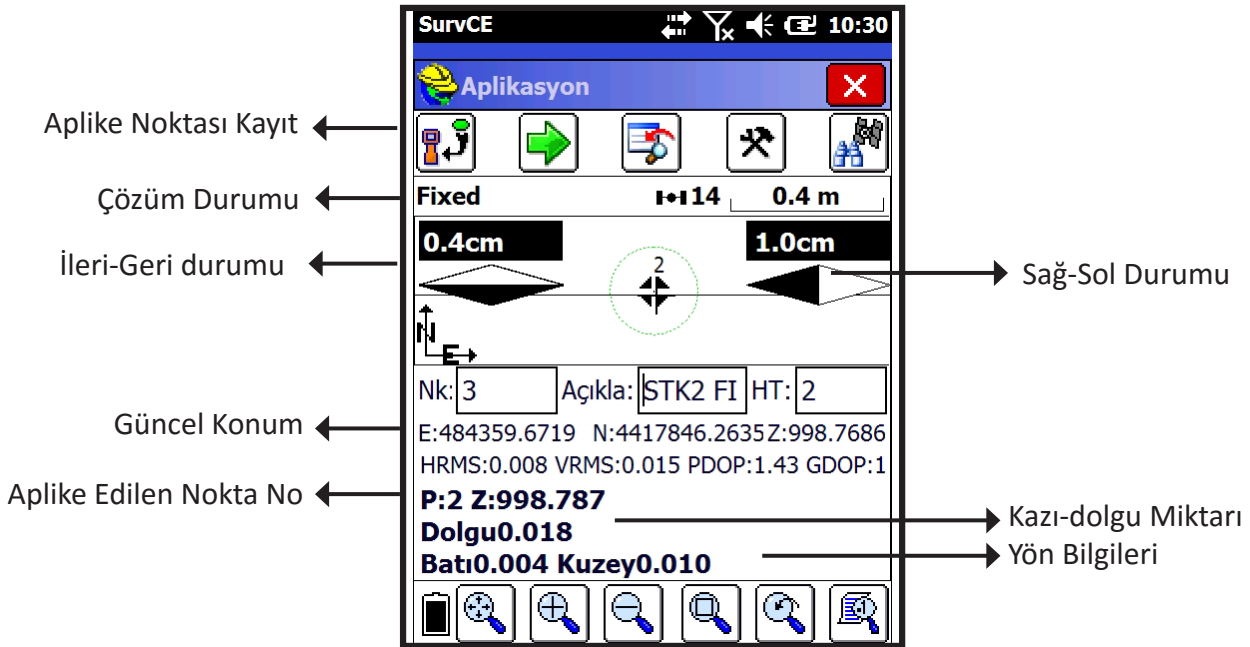 SurvCE 10:30
Aplikasyon
Aplike Noktası Kayıt
Çözüm Durumu
Fixed 14 0.4 m
0.4cm 1.0cm
İleri-Geri durumu
2
Sağ-Sol Durumu
N
E
Nk: 3 Açıkla: STK2 FI HT: 2
Güncel Konum
E:484359.6719 N:4417846.2635 Z:998.7686
HRMS:0.008 VRMS:0.015 PDOP:1.43 GDOP:1
Aplike Edilen Nokta No
P:2 Z:998.787
Kazı-dolgu Miktarı
Dolgu0.018
Yön Bilgileri
Batı0.004 Kuzey0.010